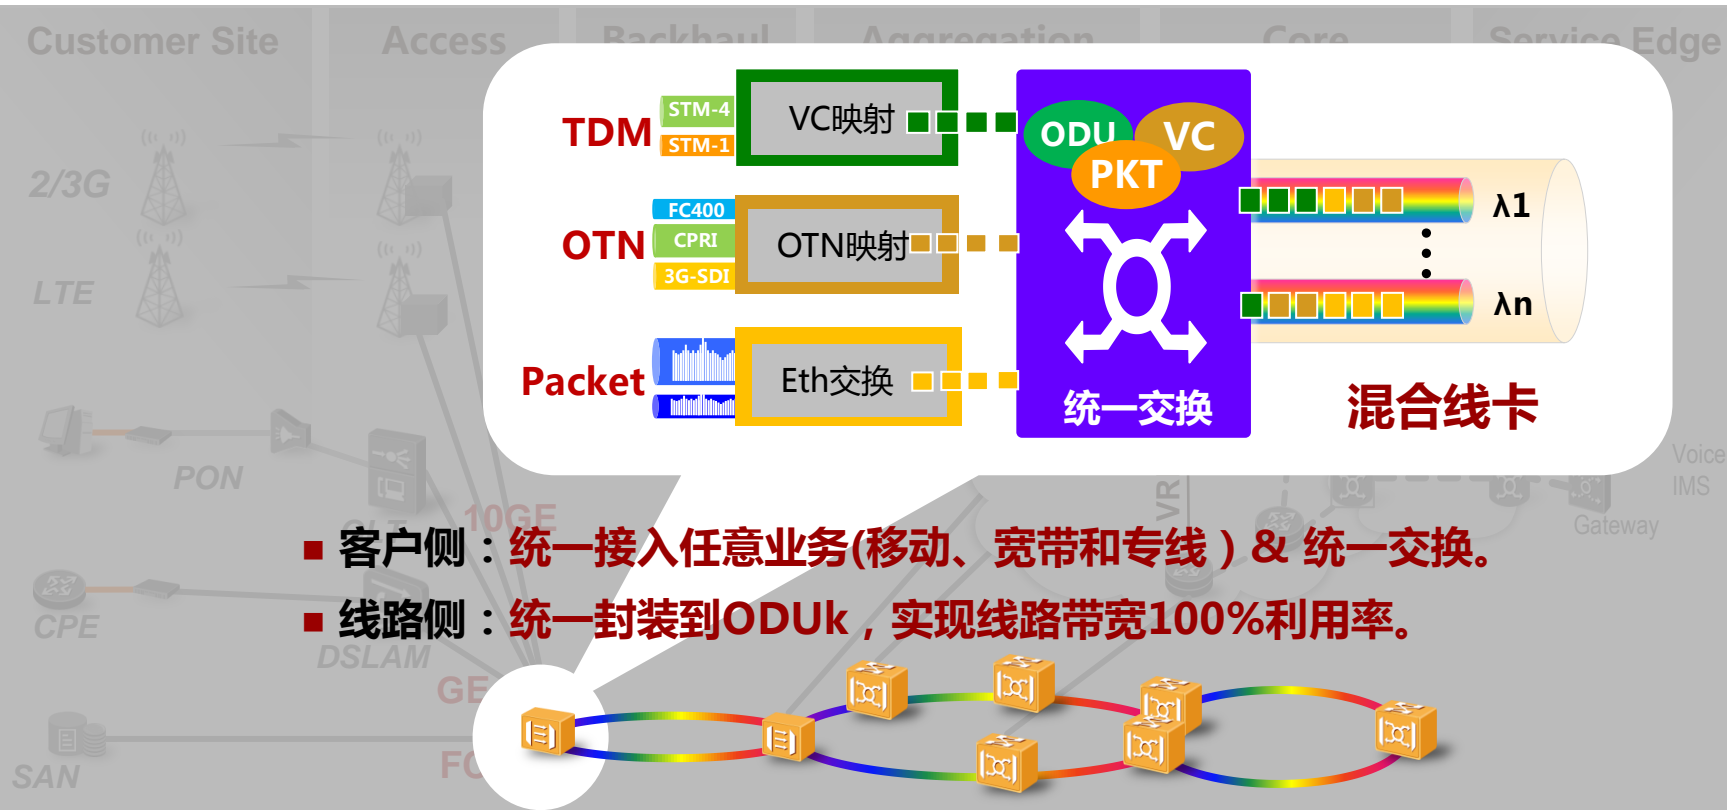 Customer Site
Access
Backhaul
Aggregation
Core
Service Edge
TDM
STM-4
STM-1
VC映射
ODU
VC
PKT
λ1
2/3G
OTN
FC400
CPRI
3G-SDI
OTN映射
LTE
λn
Packet
Eth交换
统一交换
混合线卡
Voice
IMS
PON
VR
OLT
10GE
Gateway
■ 客户侧：统一接入任意业务(移动、宽带和专线）& 统一交换。
■ 线路侧：统一封装到ODUk，实现线路带宽100%利用率。
CPE
DSLAM
GE
FC
SAN